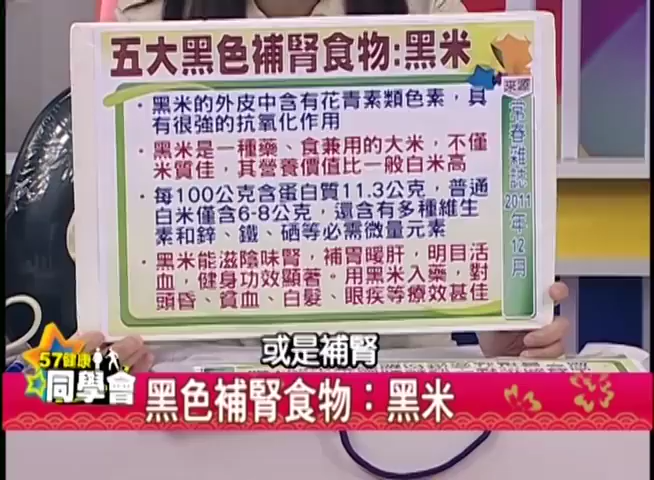 五大黑色補腎食物:黑米
來源
常春雜誌2011年12月
・黑米的外皮中含有花青素類色素，具
有很強的抗氧化作用
・黑米是一種藥、食兼用的大米，不僅
米質佳，其營養價值比一般白米高
・每100公克含蛋白質11.3公克，普通
白米僅含6-8公克，還含有多種維生
素和鋅、鐵、硒等必需微量元素
・黑米能滋陰味腎，補胃暖肝，明目活
血，健身功效顯著。用黑米入藥，對
頭昏、貧血、白髮、眼疾等療效甚佳
或是補腎
57健康
同學會
黑色補腎食物：黑米